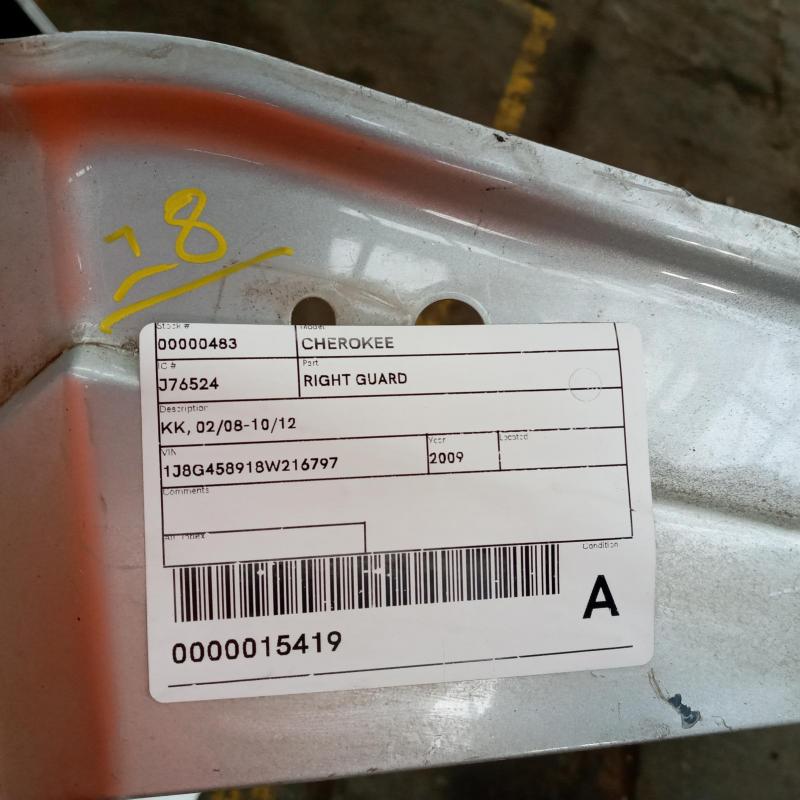 18
Stock #
Model
00000483
CHEROKEE
IC #
Part
J76524
RIGHT GUARD
Description
KK, 02/08-10/12
VIN
Year
Located
1J8G458918W216797
2009
Comments
Condition
A
0000015419